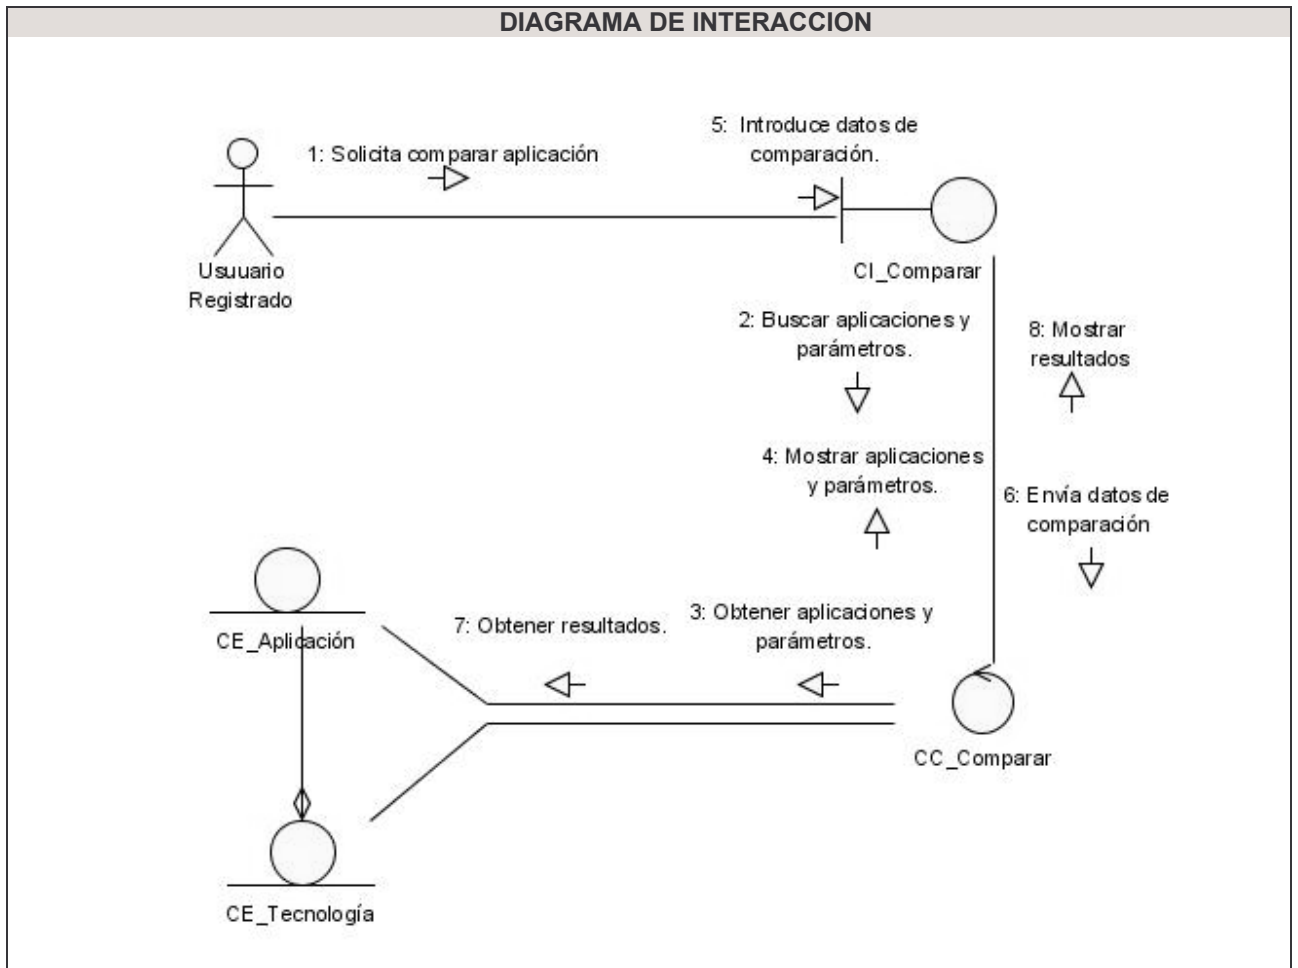 DIAGRAMA DE INTERACCION
1: Solicita comparar aplicación
5: Introduce datos de
comparación.
Usuuario
Registrado
CI_Comparar
2: Buscar aplicaciones y
parámetros.
8: Mostrar
resultados
4: Mostrar aplicaciones
y parámetros.
6: Envía datos de
comparación
CE_Aplicación
7: Obtener resultados.
3: Obtener aplicaciones y
parámetros.
CC_Comparar
CE_Tecnología